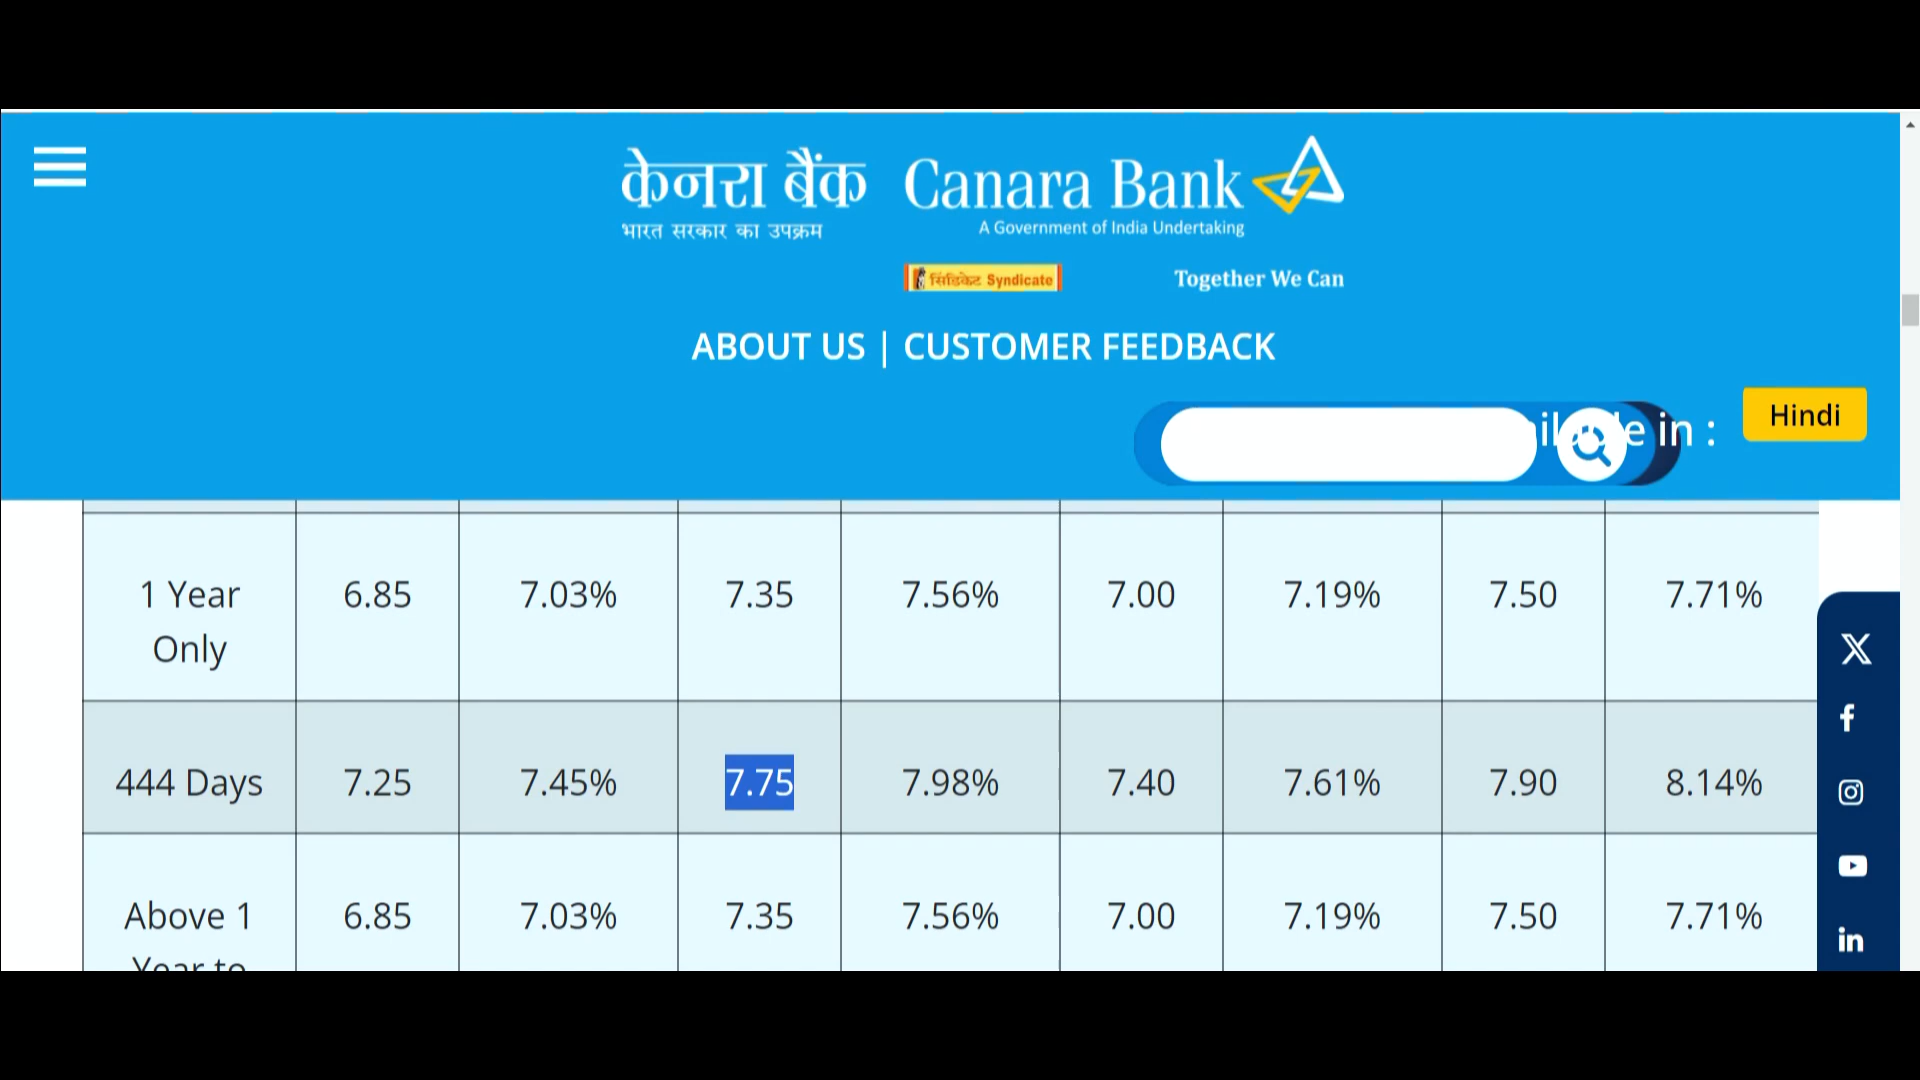 केनरा बैंक Canara Bank
भारत सरकार का उपक्रम A Government of India Undertaking
सिंडिकेट Syndicate Together We Can
ABOUT US | CUSTOMER FEEDBACK
in : Hindi
1 Year Only 6.85 7.03% 7.35 7.56% 7.00 7.19% 7.50 7.71%
444 Days 7.25 7.45% 7.75 7.98% 7.40 7.61% 7.90 8.14%
Above 1 Year to 6.85 7.03% 7.35 7.56% 7.00 7.19% 7.50 7.71%